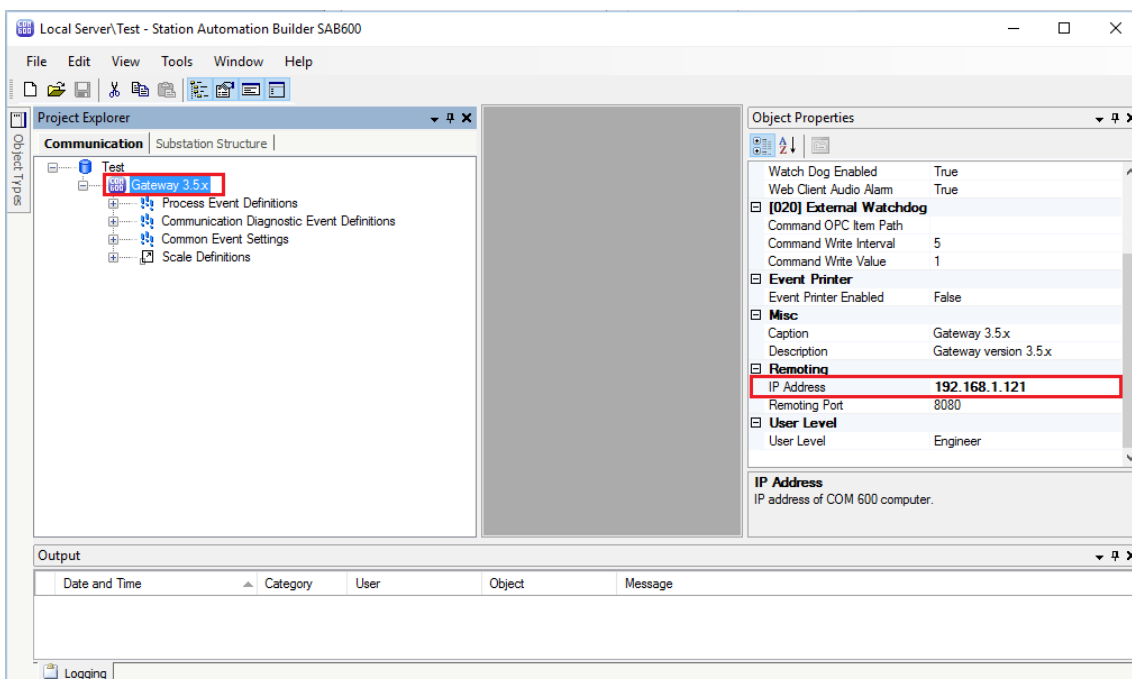 Local Server\Test - Station Automation Builder SAB600
File Edit View Tools Window Help
Object Types
Project Explorer
Communication Substation Structure
Test
Gateway 3.5.x
Process Event Definitions
Communication Diagnostic Event Definitions
Common Event Settings
Scale Definitions
Object Properties
Watch Dog Enabled True
Web Client Audio Alarm True
[020] External Watchdog
Command OPC Item Path
Command Write Interval 5
Command Write Value 1
Event Printer
Event Printer Enabled False
Misc
Caption Gateway 3.5.x
Description Gateway version 3.5.x
Remoting
IP Address 192.168.1.121
Remoting Port 8080
User Level
User Level Engineer
IP Address
IP address of COM 600 computer.
Output
Date and Time Category User Object Message
Logging